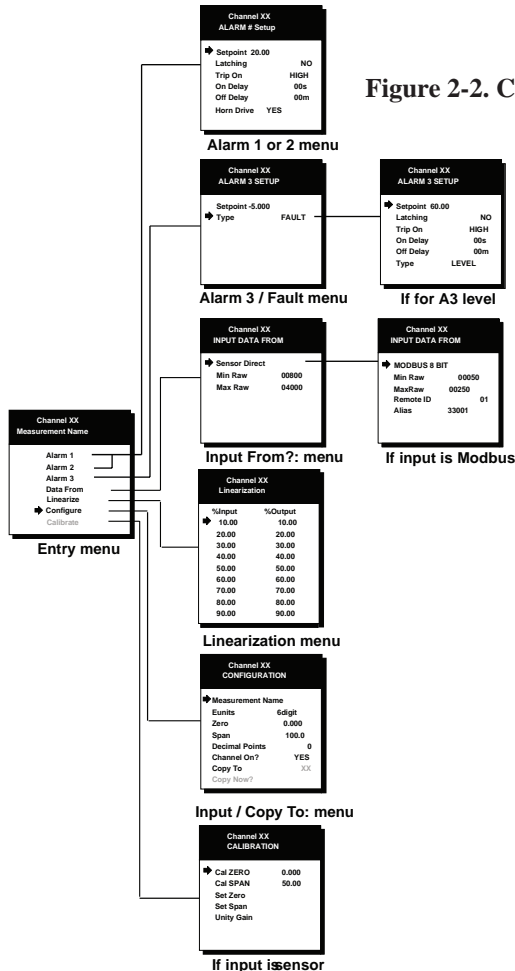 Channel XX
ALARM # Setup
Setpoint 20.00
Latching NO
Trip On HIGH
On Delay 00s
Off Delay 00m
Horn Drive YES
Alarm 1 or 2 menu
Figure 2-2. C
Channel XX
ALARM 3 SETUP
Setpoint -5.000
Type FAULT
Alarm 3 / Fault menu
Channel XX
ALARM 3 SETUP
Setpoint 60.00
Latching NO
Trip On HIGH
On Delay 00s
Off Delay 00m
Type LEVEL
If for A3 level
Channel XX
INPUT DATA FROM
Sensor Direct
Min Raw 00800
Max Raw 04000
Input From?: menu
Channel XX
INPUT DATA FROM
MODBUS 8 BIT
Min Raw 00050
MaxRaw 00250
Remote ID 01
Alias 33001
If input is Modbus
Channel XX
Measurement Name
Alarm 1
Alarm 2
Alarm 3
Data From
Linearize
Configure
Calibrate
Entry menu
Channel XX
Linearization
%Input %Output
10.00 10.00
20.00 20.00
30.00 30.00
40.00 40.00
50.00 50.00
60.00 60.00
70.00 70.00
80.00 80.00
90.00 90.00
Linearization menu
Channel XX
CONFIGURATION
Measurement Name
Eunits 6digit
Zero 0.000
Span 100.0
Decimal Points 0
Channel On? YES
Copy To XX
Copy Now?
Input / Copy To: menu
Channel XX
CALIBRATION
Cal ZERO 0.000
Cal SPAN 50.00
Set Zero
Set Span
Unity Gain
If input is sensor